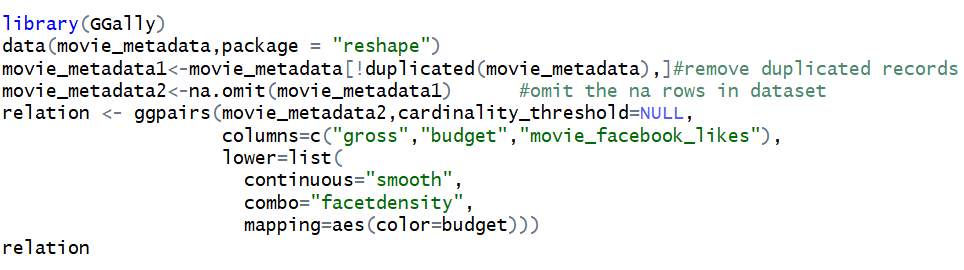 library(GGally)
data(movie_metadata,package = "reshape")
movie_metadata1<-movie_metadata[!duplicated(movie_metadata),]#remove duplicated records
movie_metadata2<-na.omit(movie_metadata1)      #omit the na rows in dataset
relation <- ggpairs(movie_metadata2,cardinality_threshold=NULL,
                    columns=c("gross","budget","movie_facebook_likes"),
                    lower=list(
                      continuous="smooth",
                      combo="facetdensity",
                      mapping=aes(color=budget)))
relation